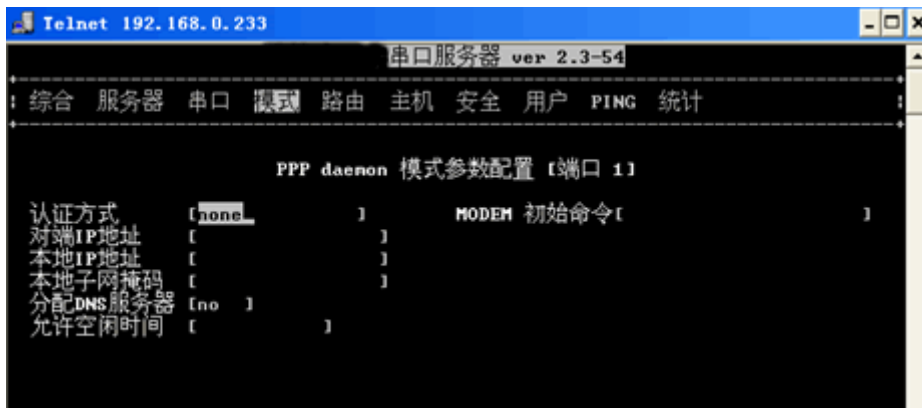 Telnet 192.168.0.233
串口服务器 ver 2.3-54
综合 服务器 串口 模式 路由 主机 安全 用户 PING 统计
PPP daemon 模式参数配置 [端口 1]
认证方式 [none_ ] MODEM 初始命令[ ]
对端IP地址 [ ]
本地IP地址 [ ]
本地子网掩码 [ ]
分配DNS服务器 [no ]
允许空闲时间 [ ]